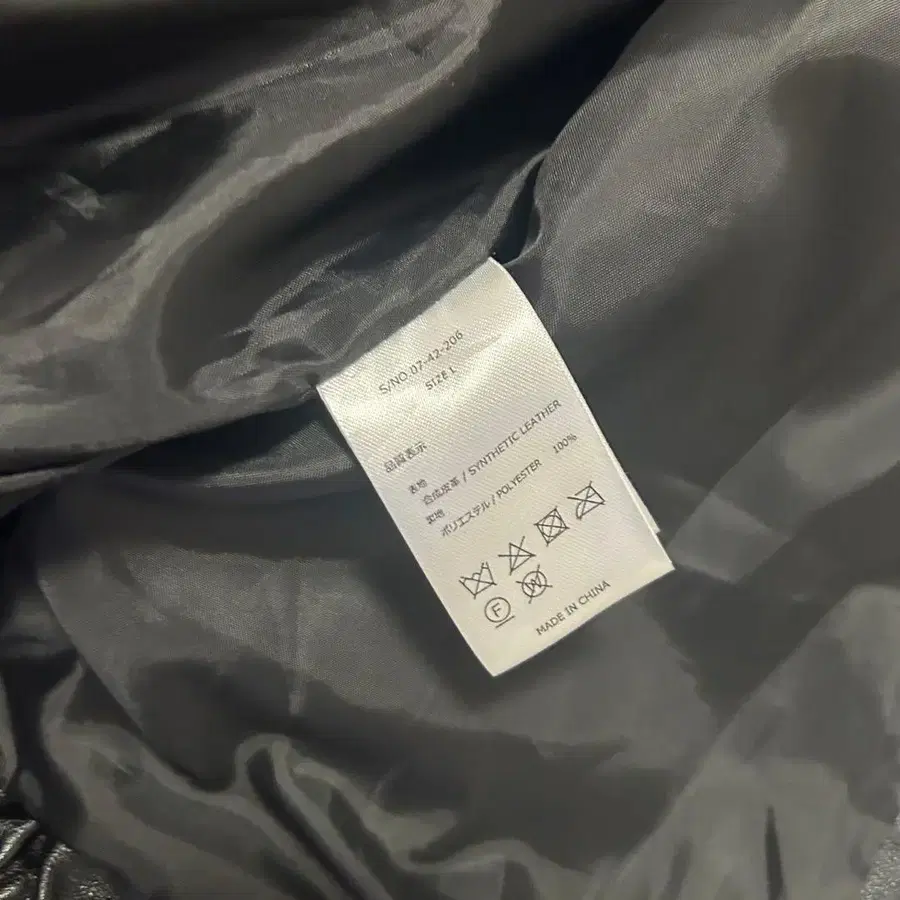 S/NO.07-42-206
SIZE L
品質表示
表地
合成皮革 / SYNTHETIC LEATHER
裏地
ポリエステル / POLYESTER 100%
F W
MADE IN CHINA